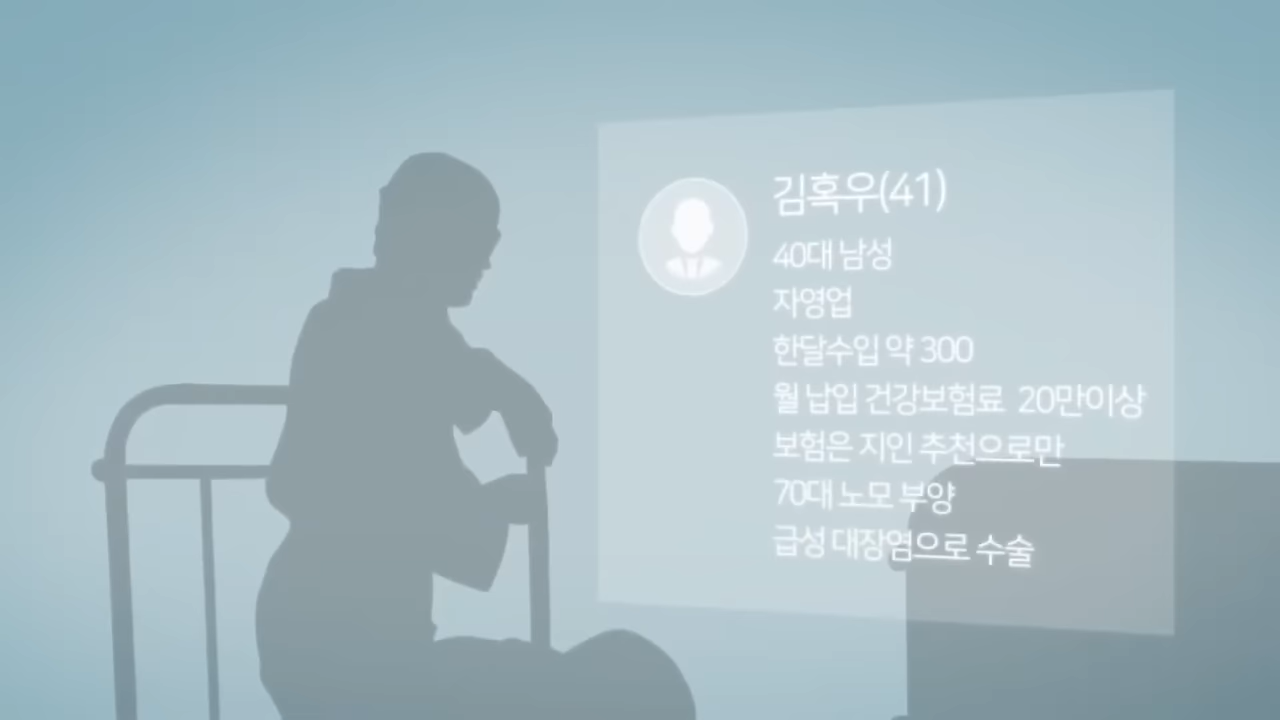 김혹우(41)
40대 남성
자영업
한달수입 약 300
월 납입 건강보험료 20만이상
보험은 지인 추천으로만
70대 노모 부양
급성 대장염으로 수술